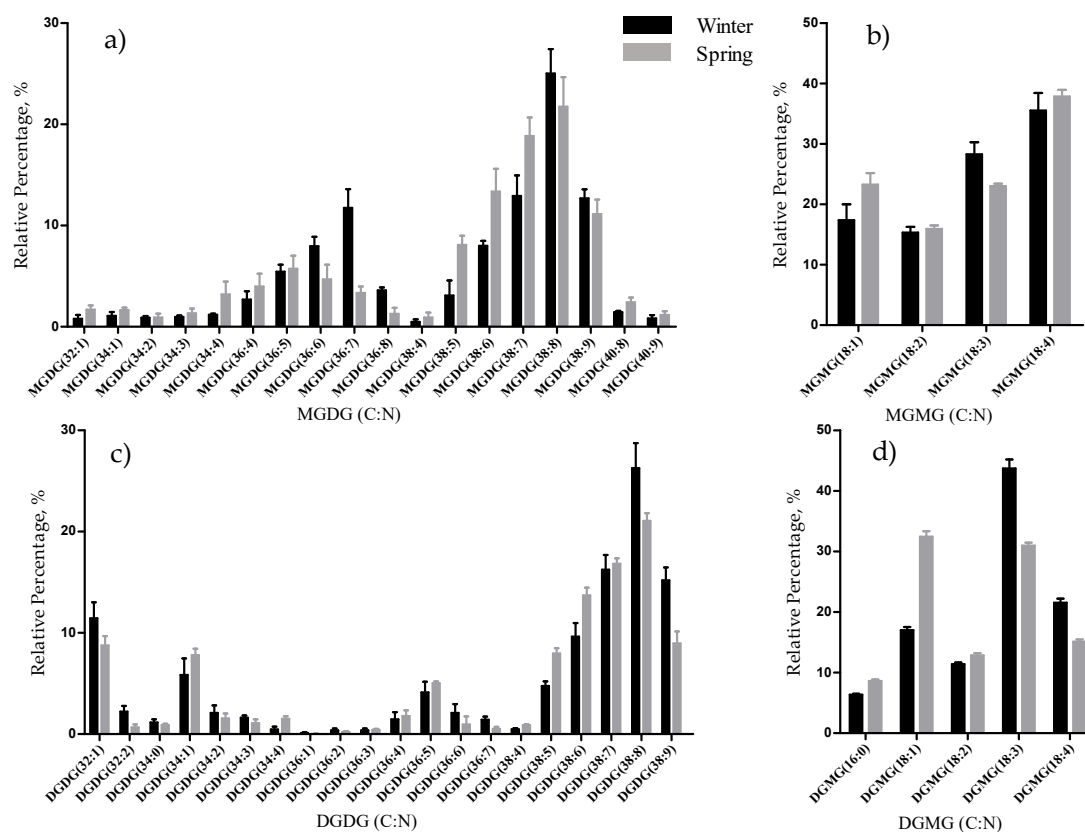 a)
Winter
Spring
Relative Percentage, %
30
20
10
0
MGDG(32:1)
MGDG(34:1)
MGDG(34:2)
MGDG(34:3)
MGDG(34:4)
MGDG(36:4)
MGDG(36:5)
MGDG(36:6)
MGDG(36:7)
MGDG(36:8)
MGDG(38:4)
MGDG(38:5)
MGDG(38:6)
MGDG(38:7)
MGDG(38:8)
MGDG(38:9)
MGDG(40:8)
MGDG(40:9)
MGDG (C:N)
b)
Relative Percentage, %
50
40
30
20
10
0
MGMG(18:1)
MGMG(18:2)
MGMG(18:3)
MGMG(18:4)
MGMG (C:N)
c)
Relative Percentage, %
30
20
10
0
DGDG(32:1)
DGDG(32:2)
DGDG(34:0)
DGDG(34:1)
DGDG(34:2)
DGDG(34:3)
DGDG(34:4)
DGDG(36:1)
DGDG(36:2)
DGDG(36:3)
DGDG(36:4)
DGDG(36:5)
DGDG(36:6)
DGDG(36:7)
DGDG(38:4)
DGDG(38:5)
DGDG(38:6)
DGDG(38:7)
DGDG(38:8)
DGDG(38:9)
DGDG (C:N)
d)
Relative Percentage, %
50
40
30
20
10
0
DGMG(16:0)
DGMG(18:1)
DGMG(18:2)
DGMG(18:3)
DGMG(18:4)
DGMG (C:N)